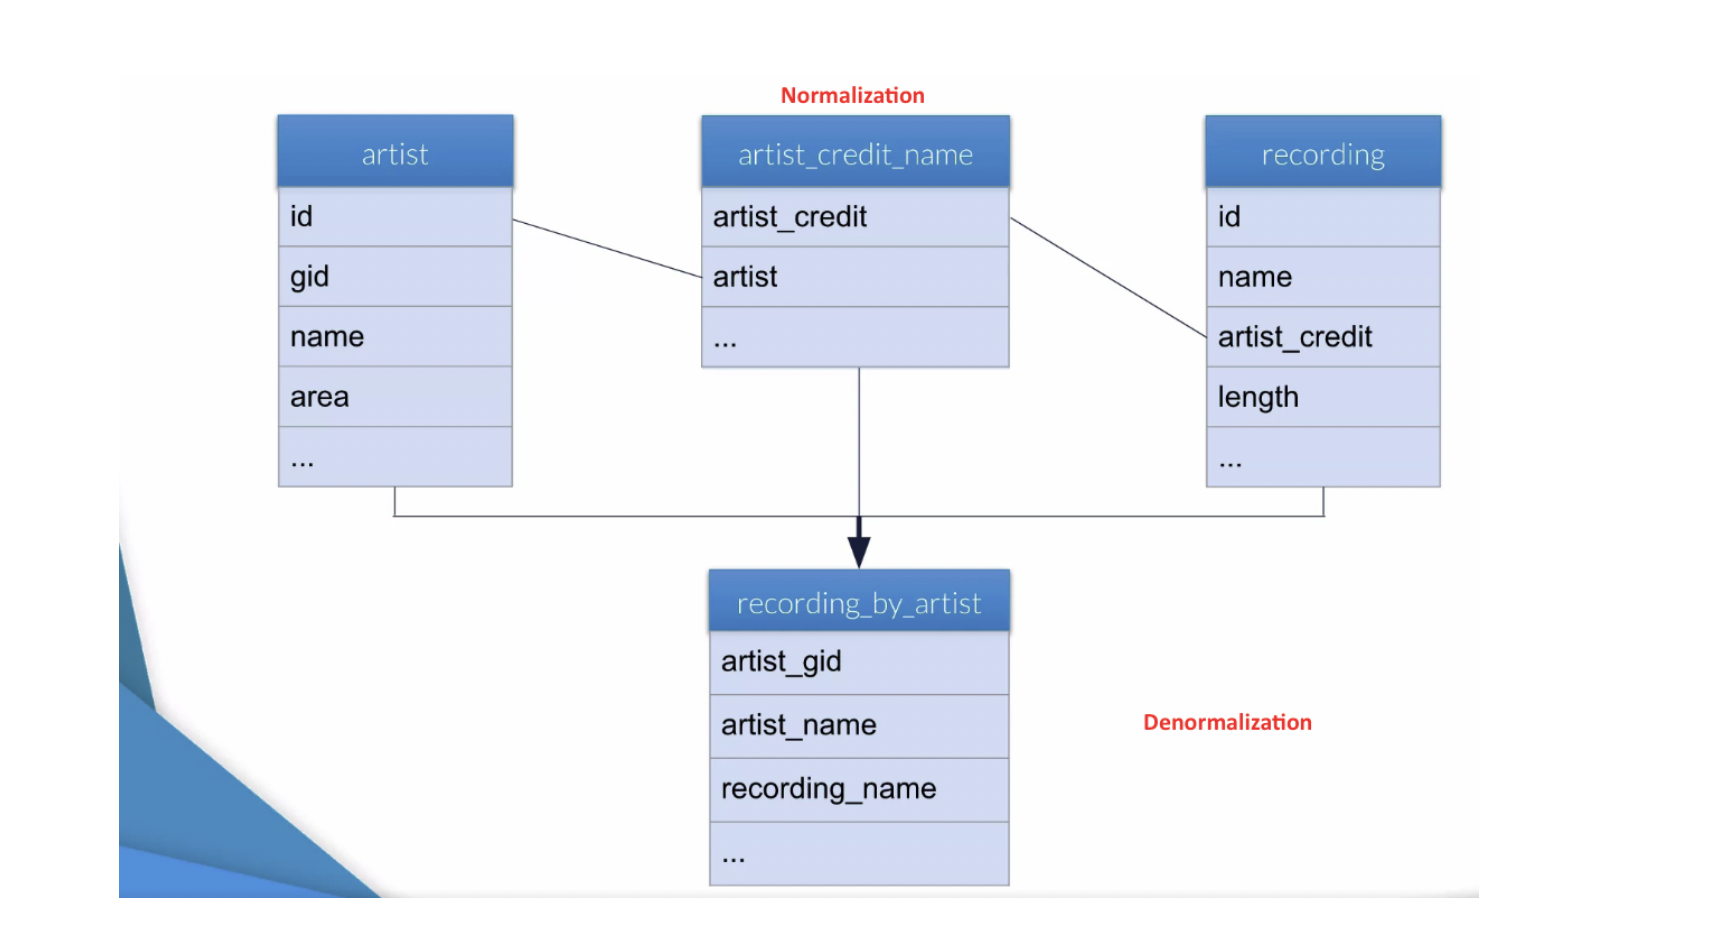 Normalization
artist
id
gid
name
area
...
artist_credit_name
artist_credit
artist
...
recording
id
name
artist_credit
length
...
recording_by_artist
artist_gid
artist_name
recording_name
...
Denormalization